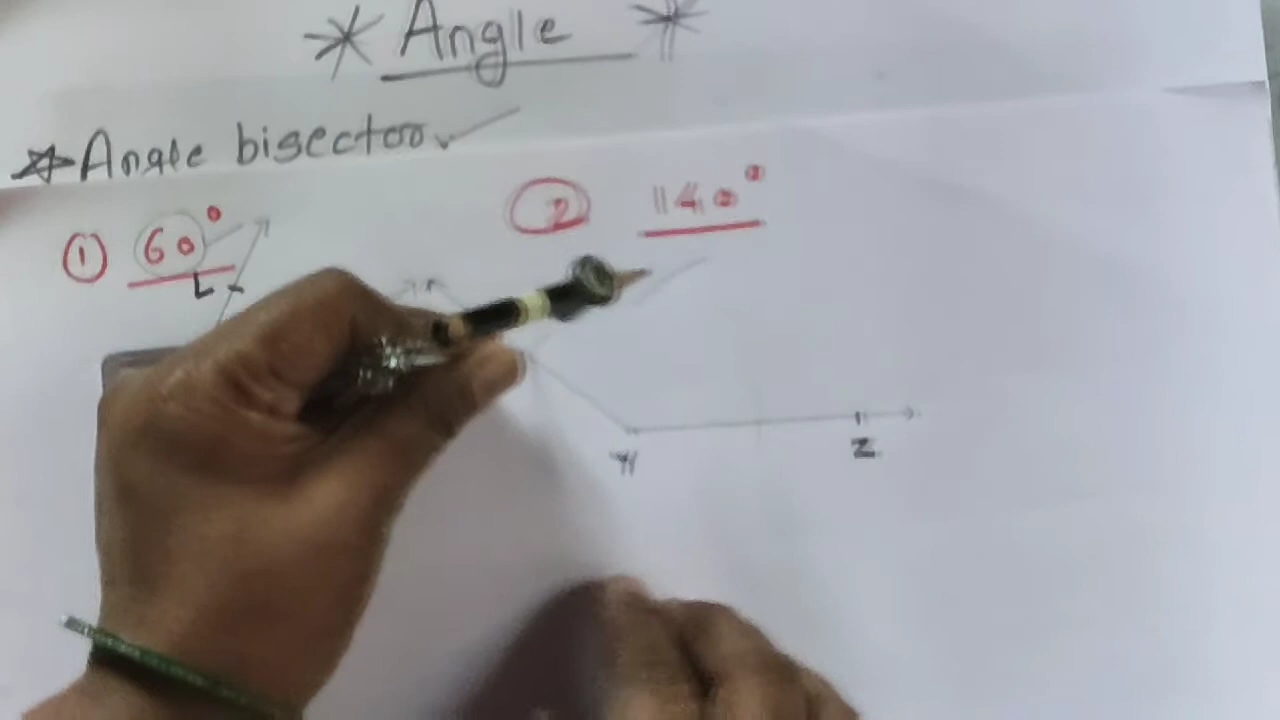 * Angle *
Angle bisector ✓
① 60°
② 140°
L
x
Y
Z